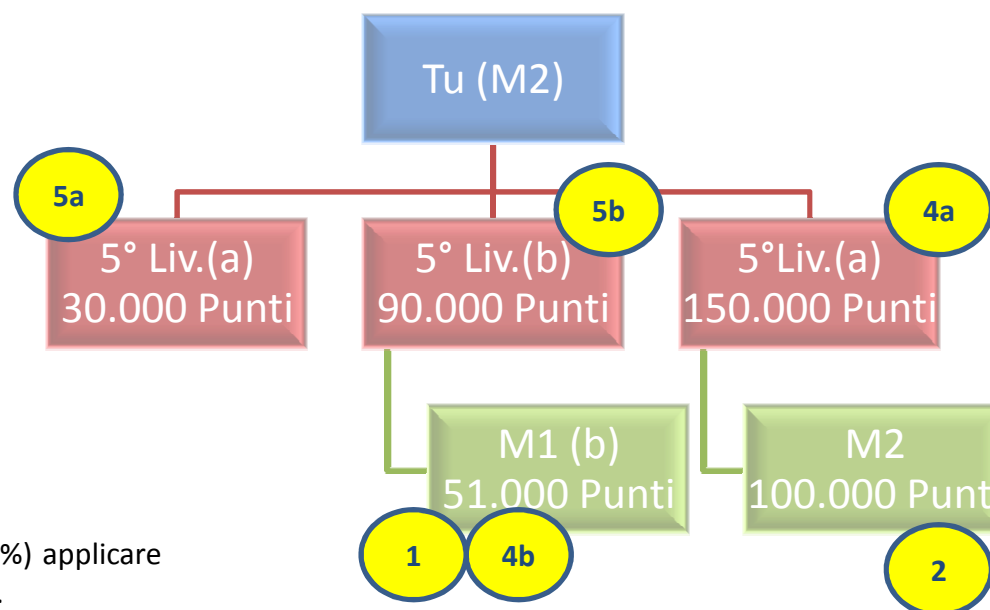 Tu (M2)
5a
5b
4a
5° Liv.(a)
30.000 Punti
5° Liv.(b)
90.000 Punti
5°Liv.(a)
150.000 Punti
M1 (b)
51.000 Punti
M2
100.000 Punt
1
4b
2
%) applicare
.